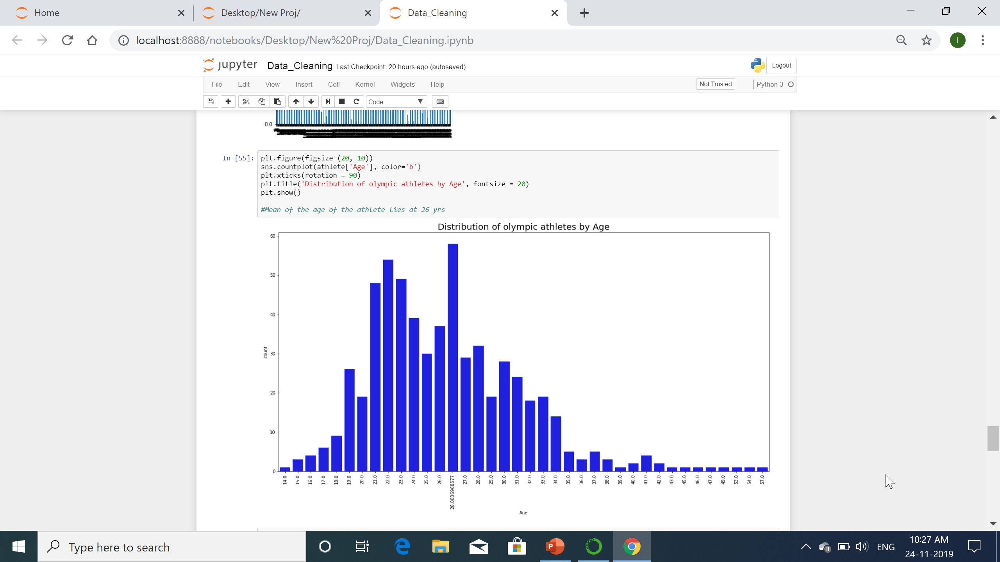 Home
Desktop/New Proj/
Data_Cleaning
localhost:8888/notebooks/Desktop/New%20Proj/Data_Cleaning.ipynb
I
jupyter Data_Cleaning Last Checkpoint: 20 hours ago (autosaved)
Logout
File Edit View Insert Cell Kernel Widgets Help
Not Trusted
Python 3
Code
0.0
In [55]:
plt.figure(figsize=(20, 10))
sns.countplot(athlete['Age'], color='b')
plt.xticks(rotation = 90)
plt.title('Distribution of olympic athletes by Age', fontsize = 20)
plt.show()
#Mean of the age of the athlete lies at 26 yrs
Distribution of olympic athletes by Age
60
50
40
30
20
10
0
count
14.0 15.0 16.0 17.0 18.0 19.0 20.0 21.0 22.0 23.0 24.0 25.0 26.0 26.0036968577 27.0 28.0 29.0 30.0 31.0 32.0 33.0 34.0 35.0 36.0 37.0 38.0 39.0 40.0 41.0 42.0 43.0 45.0 46.0 47.0 49.0 53.0 54.0 57.0
Age
Type here to search
P
ENG
10:27 AM
24-11-2019